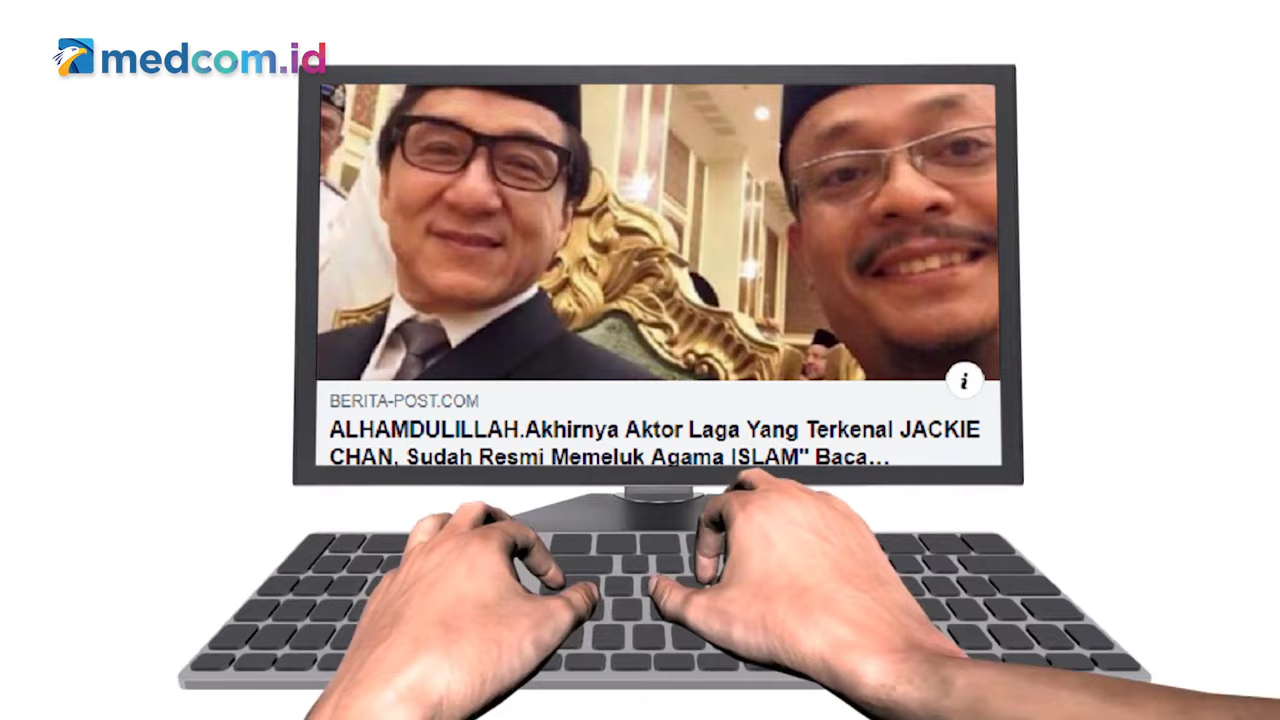 medcom.id
BERITA-POST.COM
ALHAMDULILLAH.Akhirnya Aktor Laga Yang Terkenal JACKIE
CHAN, Sudah Resmi Memeluk Agama ISLAM" Baca...